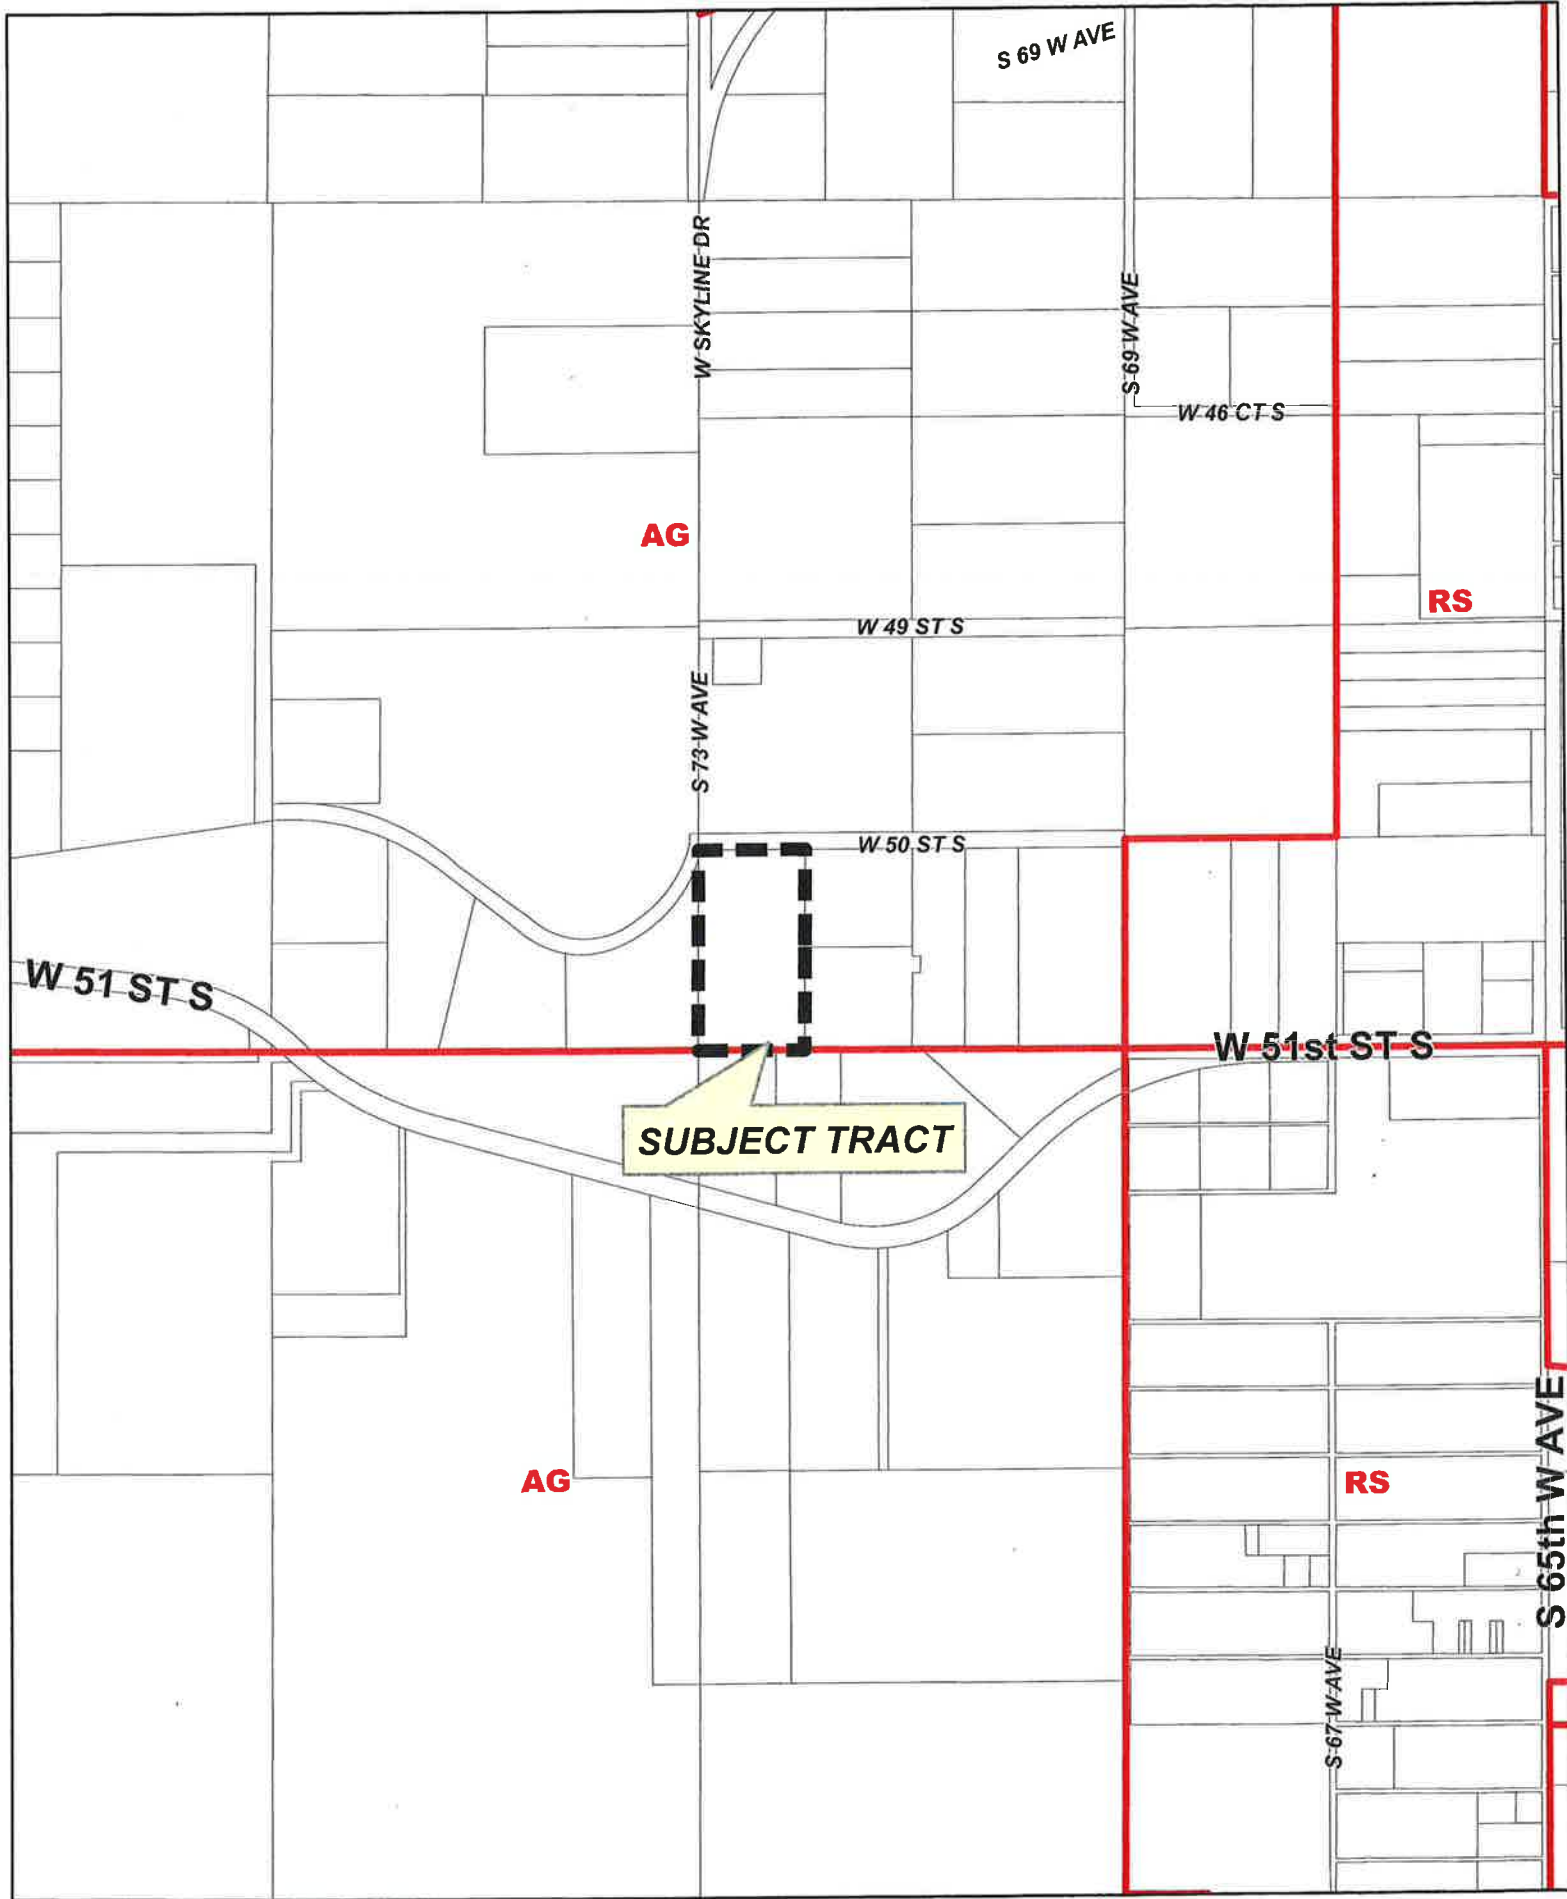 S 69 W AVE
W SKYLINE DR
S 69 W AVE
W 46 CT S
AG
RS
W 49 ST S
S 73 W AVE
W 50 ST S
W 51 ST S
W 51st ST S
SUBJECT TRACT
AG
RS
S 65th W AVE
S 67 W AVE